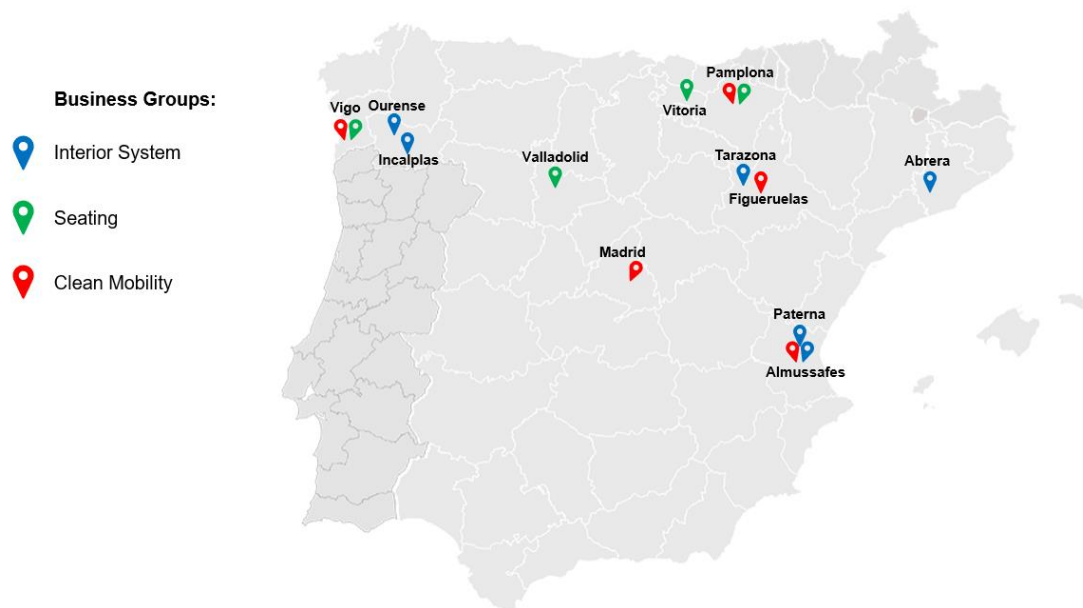 Business Groups:
Interior System
Seating
Clean Mobility
Vigo
Ourense
Incalplas
Valladolid
Vitoria
Pamplona
Tarazona
Figueruelas
Abrera
Madrid
Paterna
Almussafes